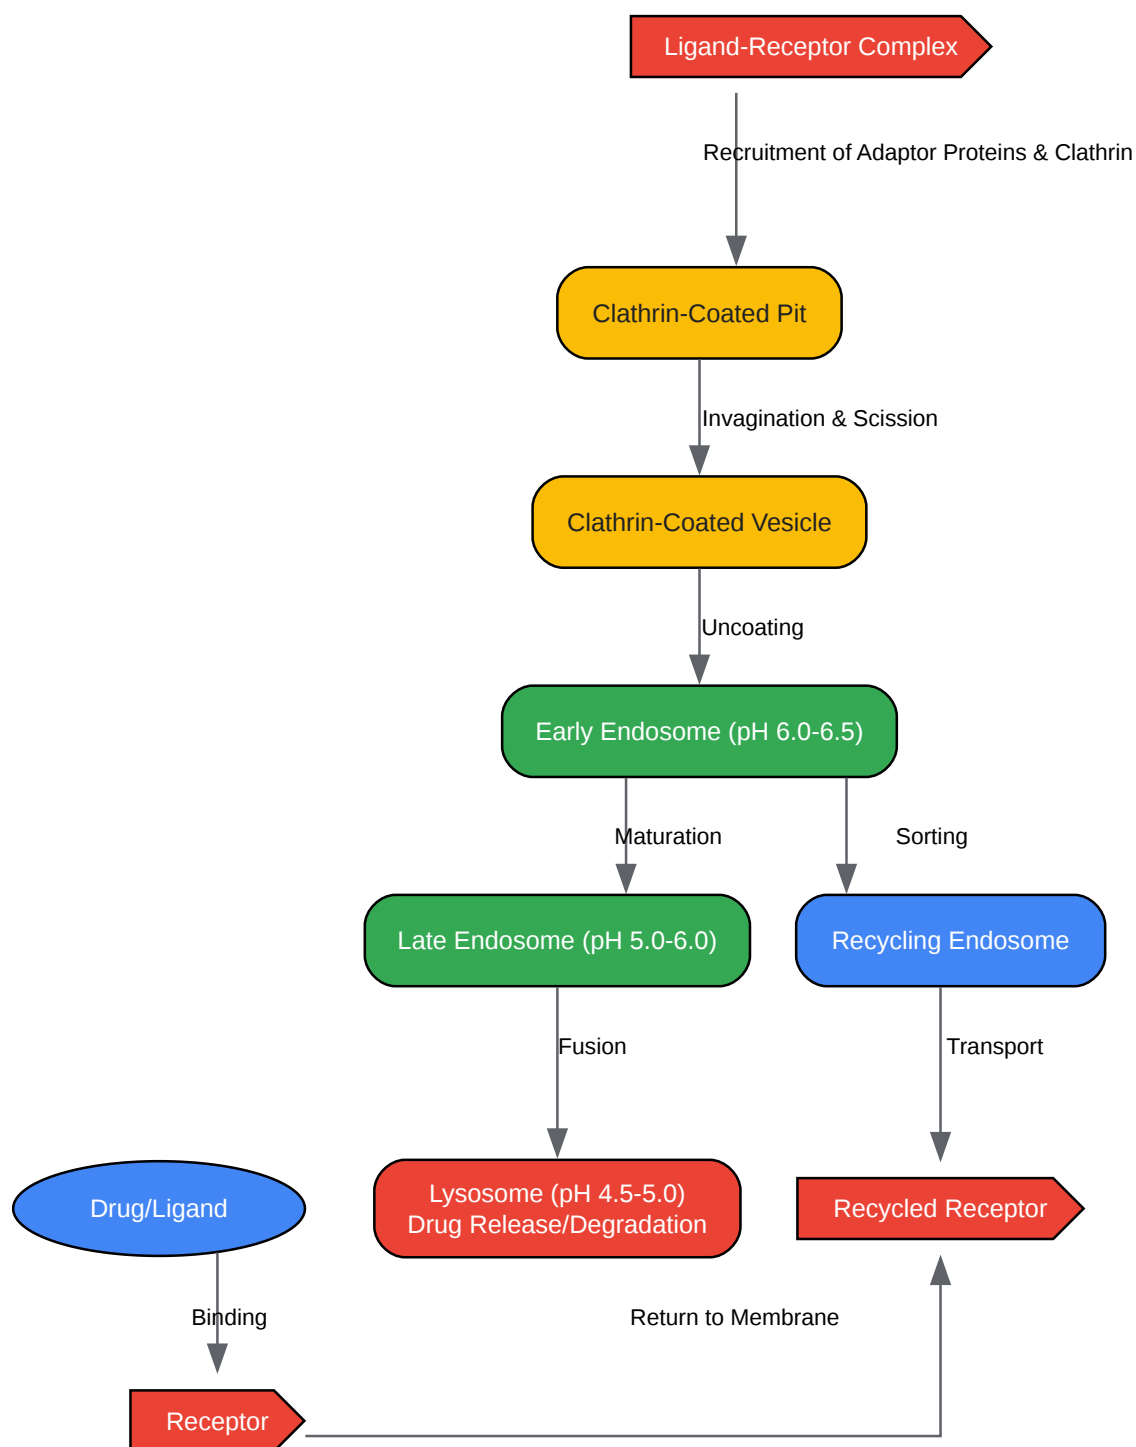 Ligand-Receptor Complex
Recruitment of Adaptor Proteins & Clathrin
Clathrin-Coated Pit
Invagination & Scission
Clathrin-Coated Vesicle
Uncoating
Early Endosome (pH 6.0-6.5)
Maturation
Sorting
Late Endosome (pH 5.0-6.0)
Recycling Endosome
Fusion
Transport
Drug/Ligand
Lysosome (pH 4.5-5.0)
Drug Release/Degradation
Recycled Receptor
Binding
Return to Membrane
Receptor